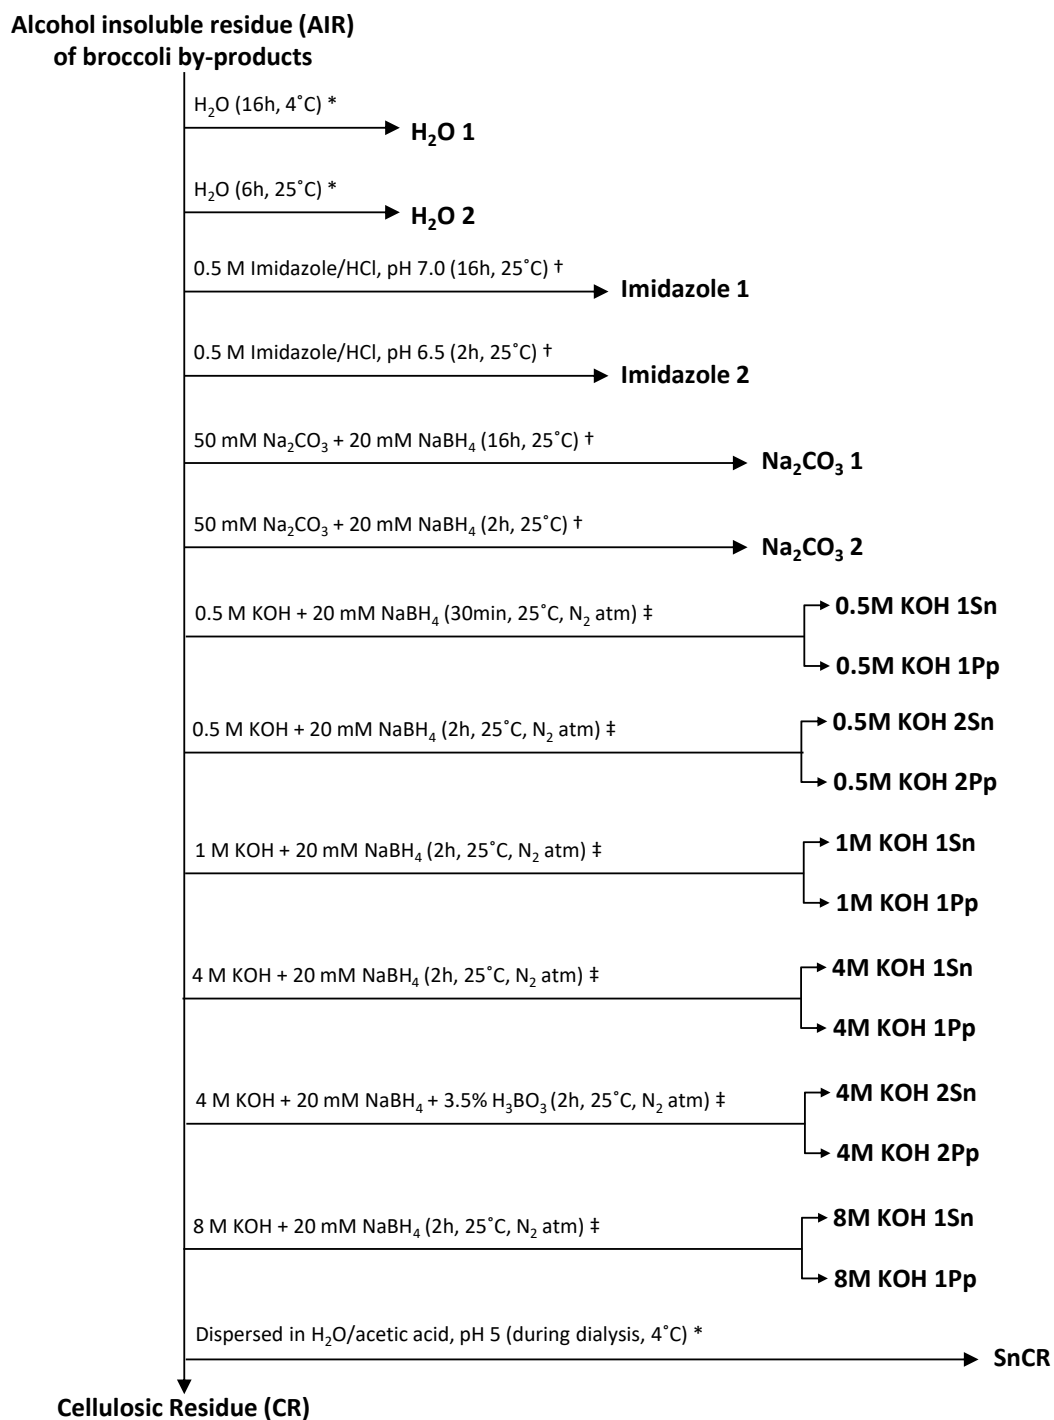 Alcohol insoluble residue (AIR)
of broccoli by-products
H₂O (16h, 4˚C) *
H₂O 1
H₂O (6h, 25˚C) *
H₂O 2
0.5 M Imidazole/HCl, pH 7.0 (16h, 25˚C) †
Imidazole 1
0.5 M Imidazole/HCl, pH 6.5 (2h, 25˚C) †
Imidazole 2
50 mM Na₂CO₃ + 20 mM NaBH₄ (16h, 25˚C) †
Na₂CO₃ 1
50 mM Na₂CO₃ + 20 mM NaBH₄ (2h, 25˚C) †
Na₂CO₃ 2
0.5 M KOH + 20 mM NaBH₄ (30min, 25˚C, N₂ atm) ‡
0.5M KOH 1Sn
0.5M KOH 1Pp
0.5 M KOH + 20 mM NaBH₄ (2h, 25˚C, N₂ atm) ‡
0.5M KOH 2Sn
0.5M KOH 2Pp
1 M KOH + 20 mM NaBH₄ (2h, 25˚C, N₂ atm) ‡
1M KOH 1Sn
1M KOH 1Pp
4 M KOH + 20 mM NaBH₄ (2h, 25˚C, N₂ atm) ‡
4M KOH 1Sn
4M KOH 1Pp
4 M KOH + 20 mM NaBH₄ + 3.5% H₃BO₃ (2h, 25˚C, N₂ atm) ‡
4M KOH 2Sn
4M KOH 2Pp
8 M KOH + 20 mM NaBH₄ (2h, 25˚C, N₂ atm) ‡
8M KOH 1Sn
8M KOH 1Pp
Dispersed in H₂O/acetic acid, pH 5 (during dialysis, 4˚C) *
SnCR
Cellulosic Residue (CR)